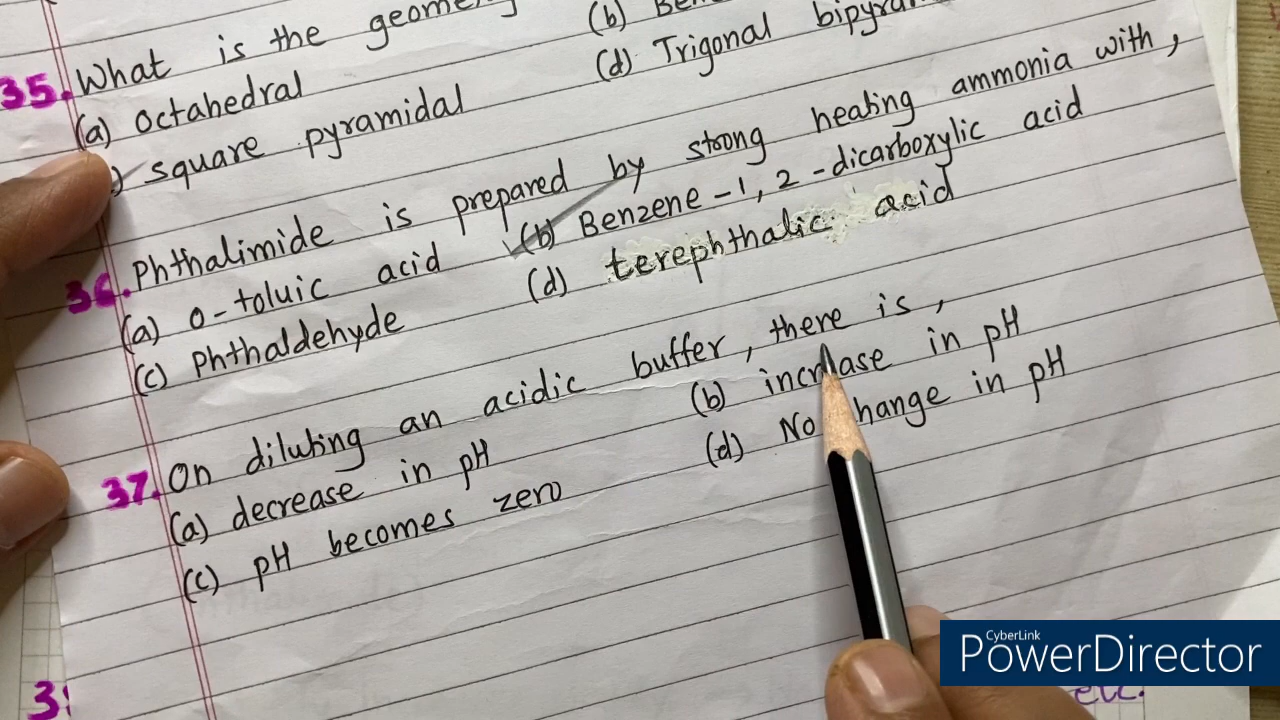 35. What is the
(a) octahedral
square pyramidal
(b)
(d) Trigonal
36. Phthalimide is prepared by strong heating ammonia with,
(a) o-toluic acid (b) Benzene-1,2-dicarboxylic acid
(c) Phthaldehyde (d) terephthalic acid
37. On diluting an acidic buffer, there is,
(a) decrease in pH (b) increase in pH
(c) pH becomes zero (d) No change in pH
etc.
CyberLink
PowerDirector